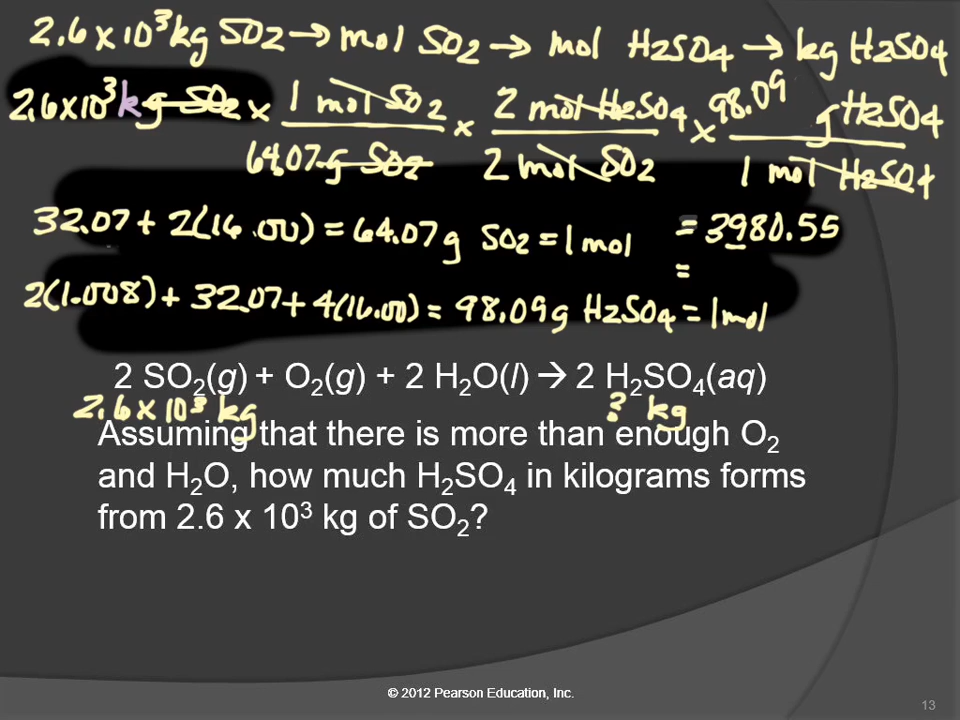 2.6 x 10³ kg SO2 → mol SO2 → mol H2SO4 → kg H2SO4
2.6 x 10³ kg SO2 x 1 mol SO2 / 64.07 g SO2 x 2 mol H2SO4 / 2 mol SO2 x 98.09 g H2SO4 / 1 mol H2SO4
32.07 + 2(16.00) = 64.07 g SO2 = 1 mol = 3980.55
=
2(1.008) + 32.07 + 4(16.00) = 98.09 g H2SO4 = 1 mol
2 SO₂(g) + O₂(g) + 2 H₂O(l) → 2 H₂SO₄(aq)
2.6 x 10³ kg ? kg
Assuming that there is more than enough O₂
and H₂O, how much H₂SO₄ in kilograms forms
from 2.6 x 10³ kg of SO₂?
© 2012 Pearson Education, Inc.
13